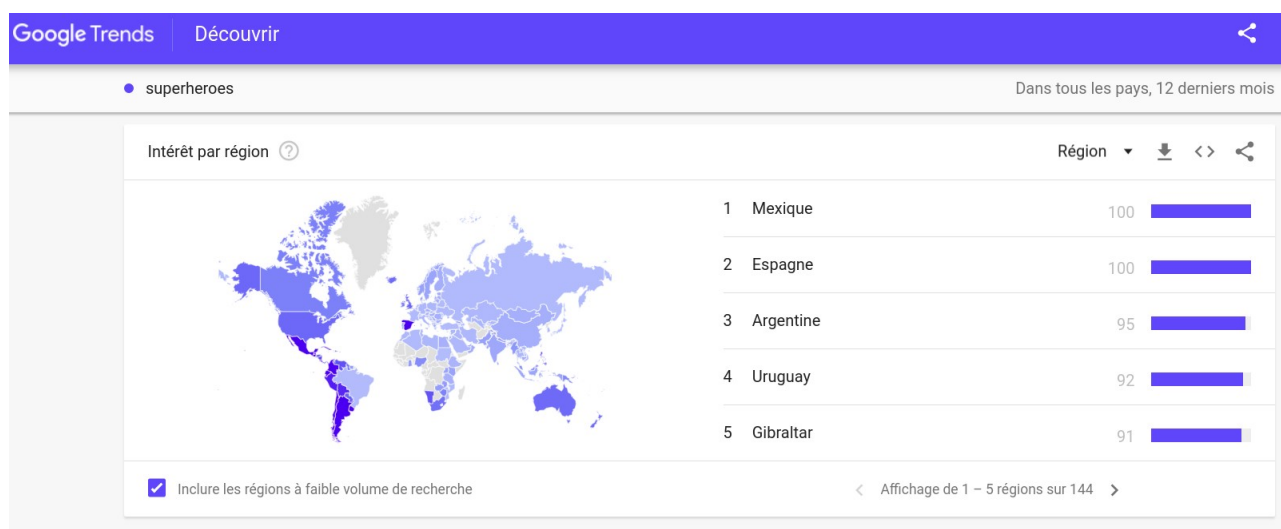 Google Trends Découvrir
superheroes Dans tous les pays, 12 derniers mois
Intérêt par région ? Région
1 Mexique 100
2 Espagne 100
3 Argentine 95
4 Uruguay 92
5 Gibraltar 91
Inclure les régions à faible volume de recherche Affichage de 1 – 5 régions sur 144